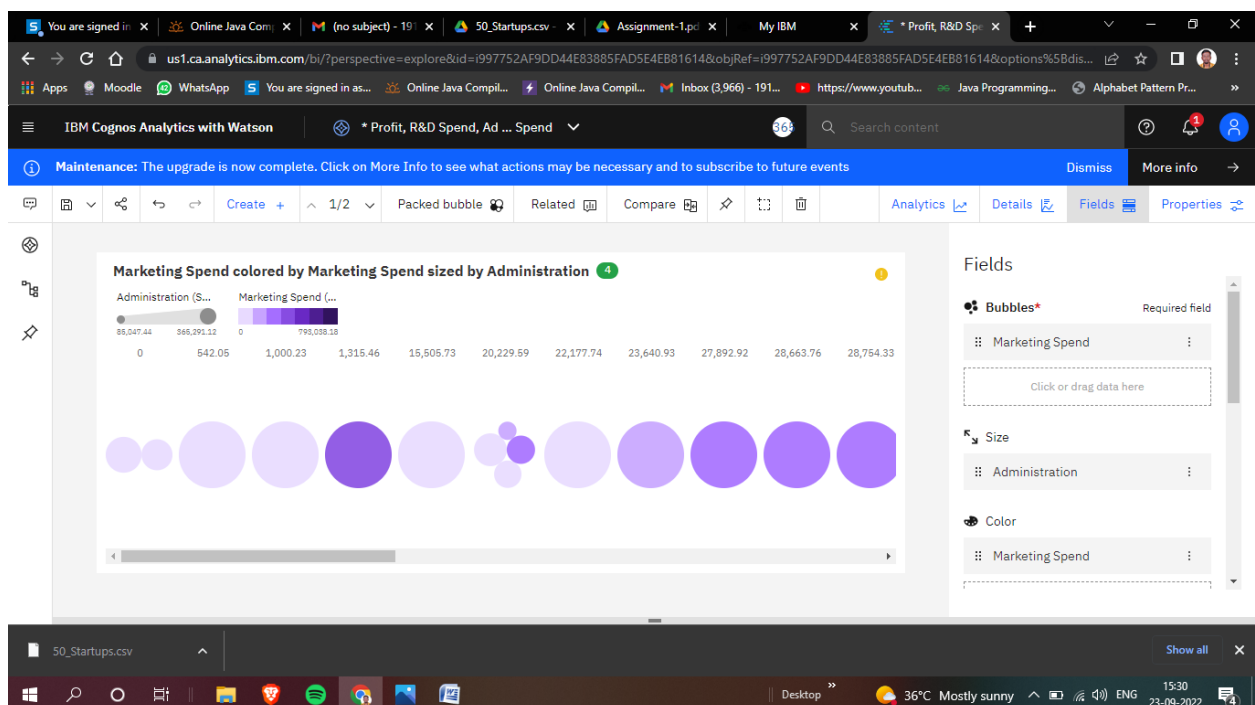 You are signed in
Online Java Com
(no subject) - 191
50_Startups.csv -
Assignment-1.pd
My IBM
* Profit, R&D Spe
us1.ca.analytics.ibm.com/bi/?perspective=explore&id=i997752AF9DD44E83885FAD5E4EB81614&objRef=i997752AF9DD44E83885FAD5E4EB81614&options%5Bdis...
Apps Moodle WhatsApp You are signed in as... Online Java Compil... Online Java Compil... Inbox (3,966) - 191... https://www.youtub... Java Programming... Alphabet Pattern Pr... »
IBM Cognos Analytics with Watson * Profit, R&D Spend, Ad ... Spend Search content 1
Maintenance: The upgrade is now complete. Click on More Info to see what actions may be necessary and to subscribe to future events Dismiss More info
Create + 1/2 Packed bubble Related Compare Analytics Details Fields Properties
Marketing Spend colored by Marketing Spend sized by Administration 4
Administration (S... Marketing Spend (...
85,047.44 365,291.12 0 793,038.18
0 542.05 1,000.23 1,315.46 15,505.73 20,229.59 22,177.74 23,640.93 27,892.92 28,663.76 28,754.33
Fields
Bubbles* Required field
Marketing Spend
Click or drag data here
Size
Administration
Color
Marketing Spend
50_Startups.csv Show all
Desktop » 36°C Mostly sunny ENG 15:30
23-09-2022 4